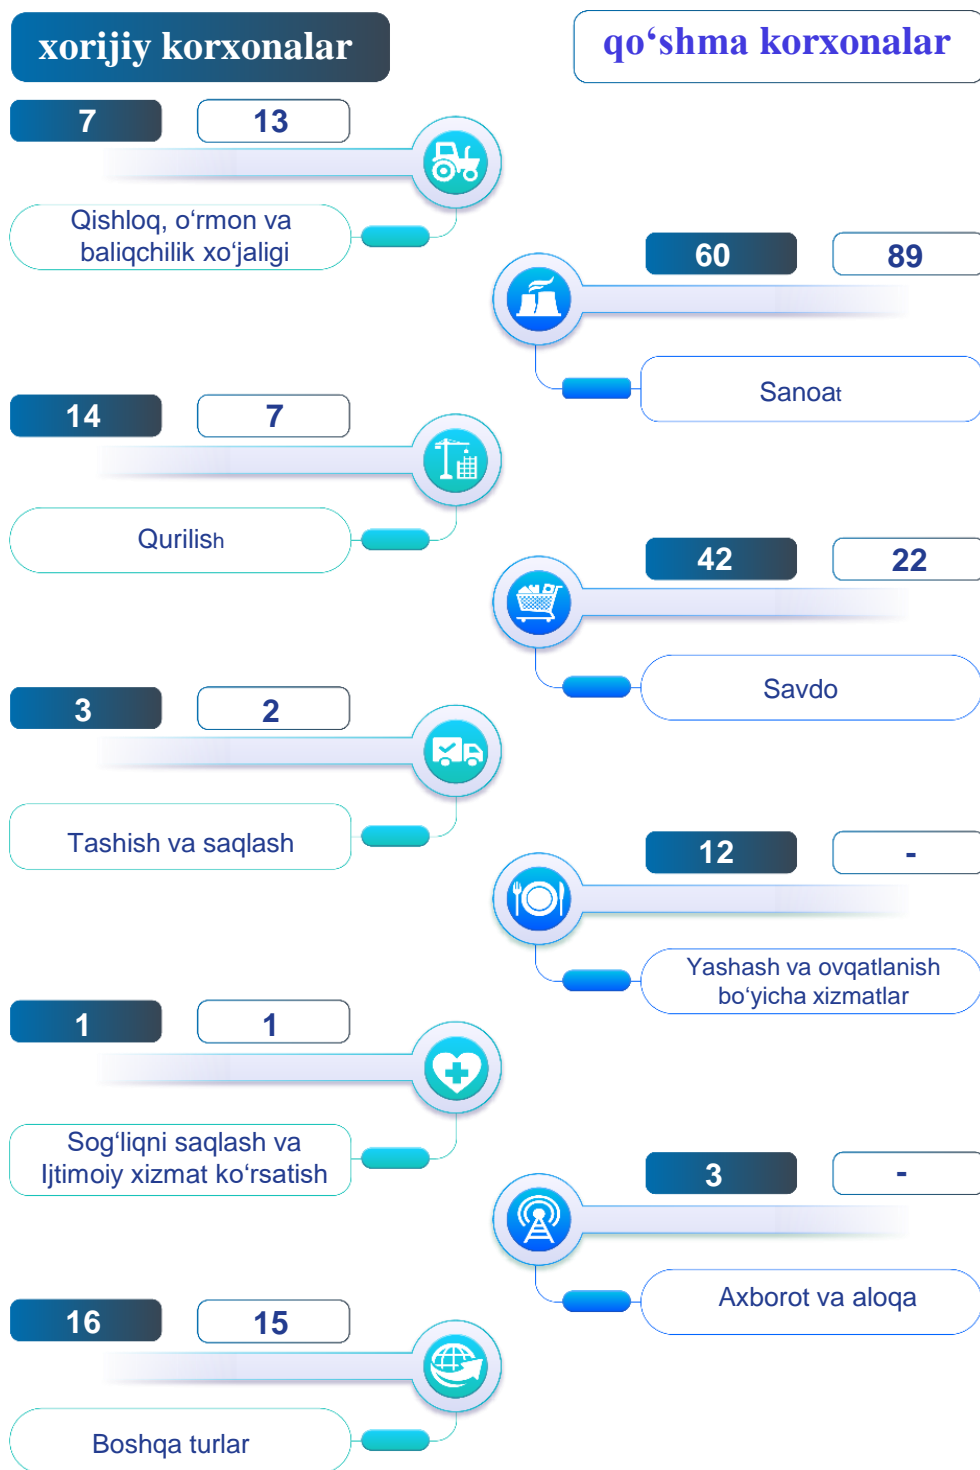 xorijiy korxonalar
qo‘shma korxonalar
7
13
Qishloq, o‘rmon va
baliqchilik xo‘jaligi
60
89
Sanoat
14
7
Qurilish
42
22
Savdo
3
2
Tashish va saqlash
12
-
Yashash va ovqatlanish
bo‘yicha xizmatlar
1
1
Sog‘liqni saqlash va
Ijtimoiy xizmat ko‘rsatish
3
-
Axborot va aloqa
16
15
Boshqa turlar